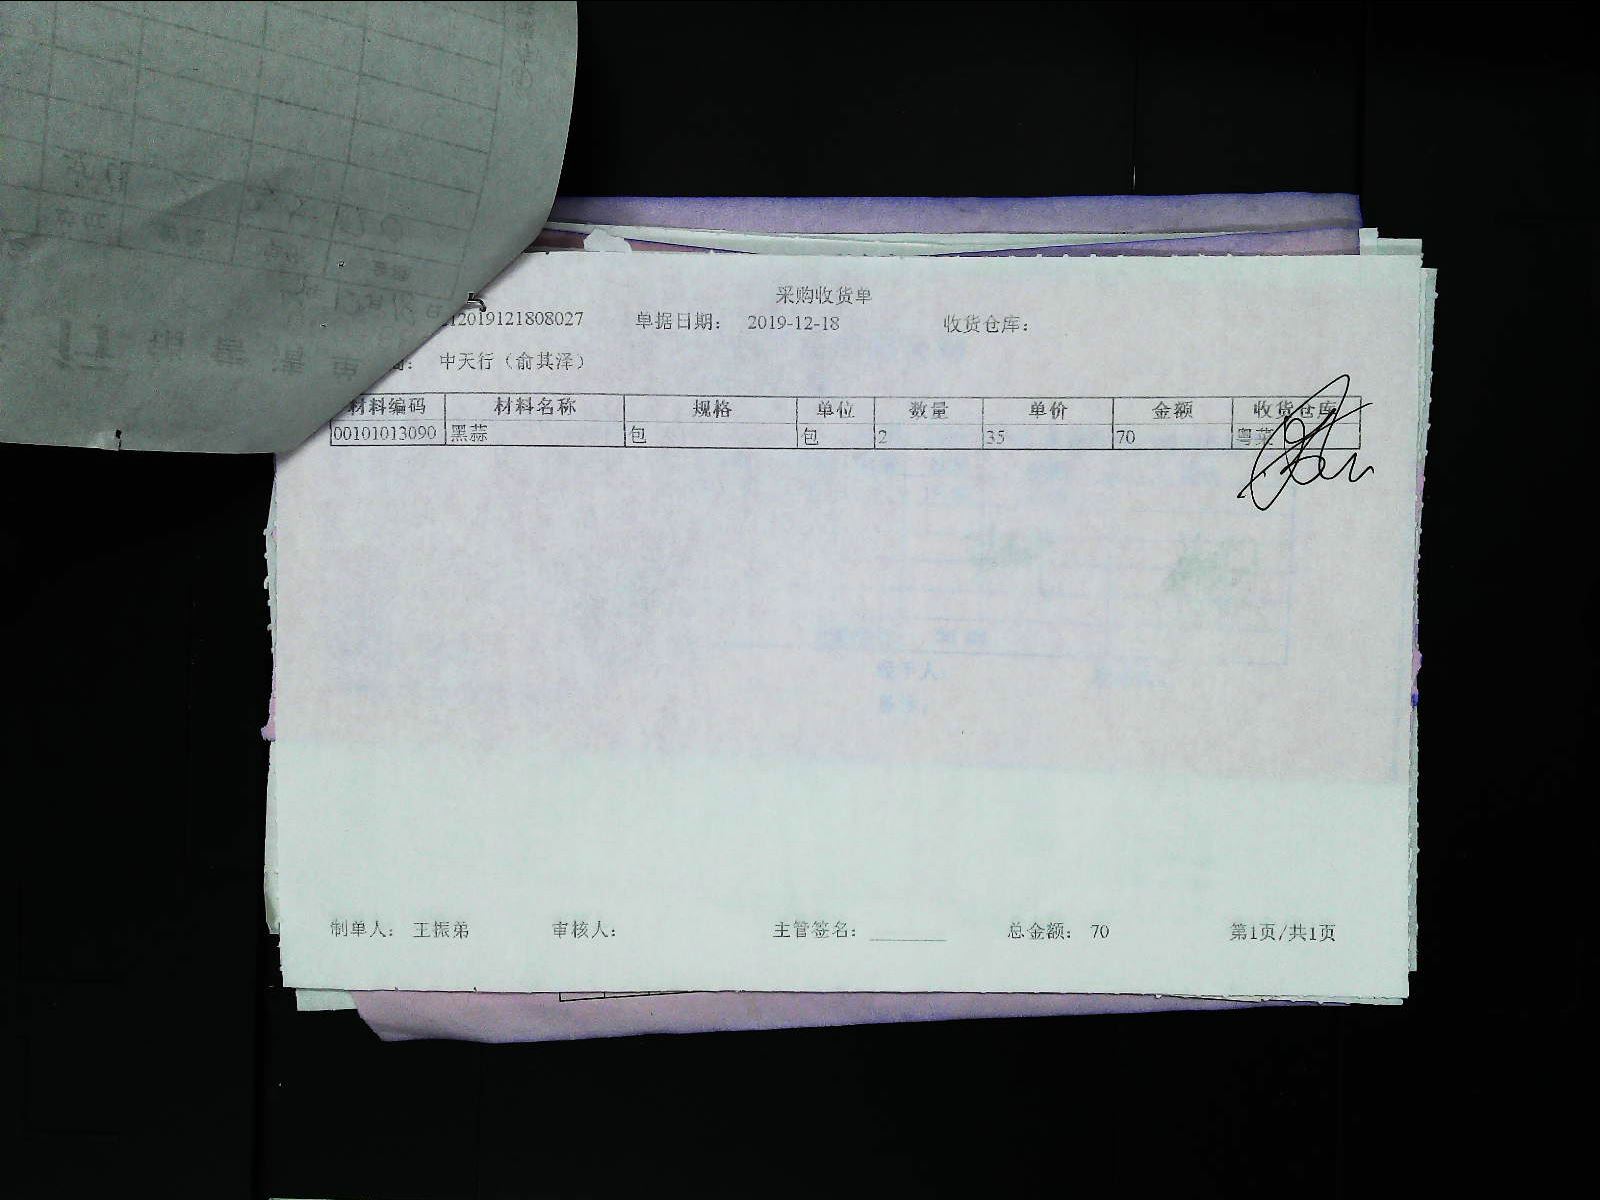 采购收货单
12019121808027 单据日期： 2019-12-18 收货仓库：
中天行（俞其泽）
材料编码 材料名称 规格 单位 数量 单价 金额 收货仓库
00101013090 黑蒜 包 包 2 35 70 粤菜
制单人： 王振弟 审核人： 主管签名： 总金额： 70 第1页/共1页